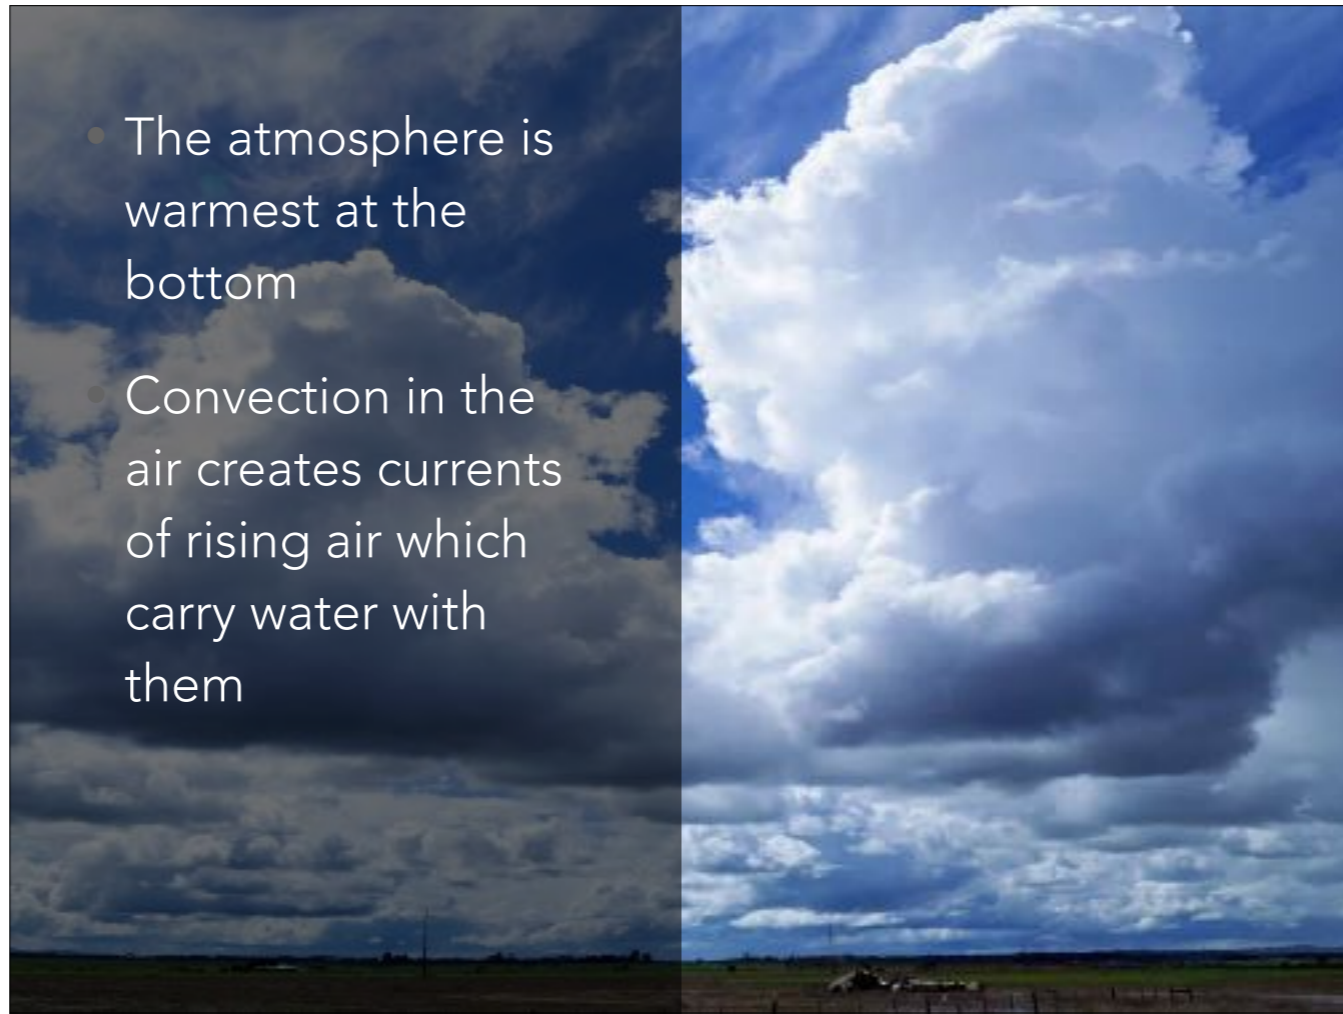 • The atmosphere is
warmest at the
bottom
• Convection in the
air creates currents
of rising air which
carry water with
them